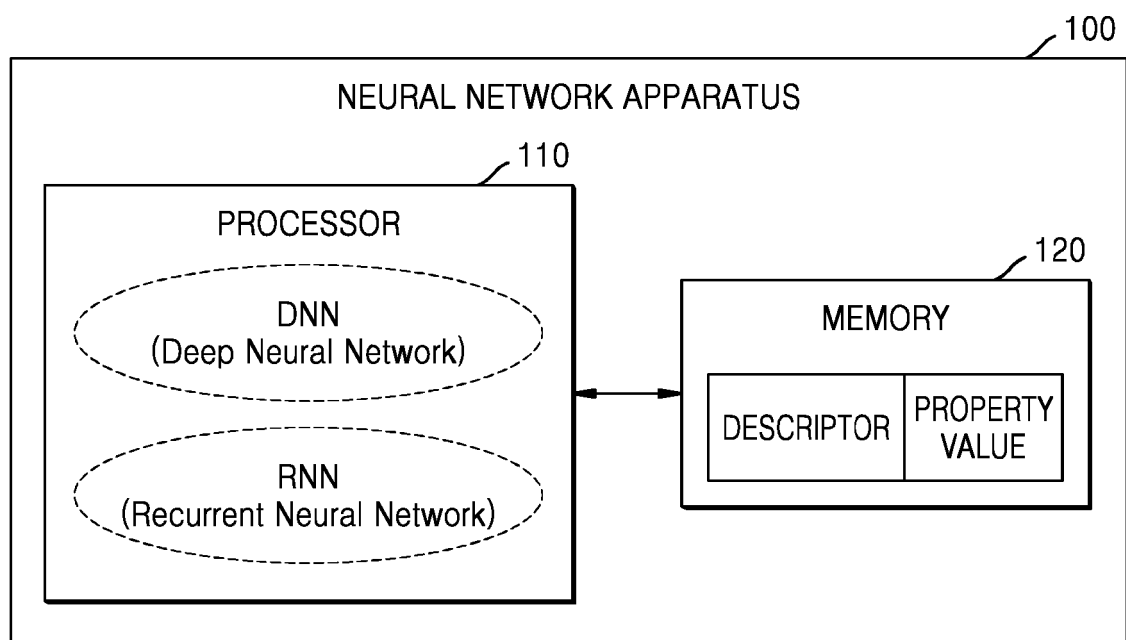 100
NEURAL NETWORK APPARATUS
110
PROCESSOR
DNN
(Deep Neural Network)
RNN
(Recurrent Neural Network)
120
MEMORY
DESCRIPTOR
PROPERTY
VALUE